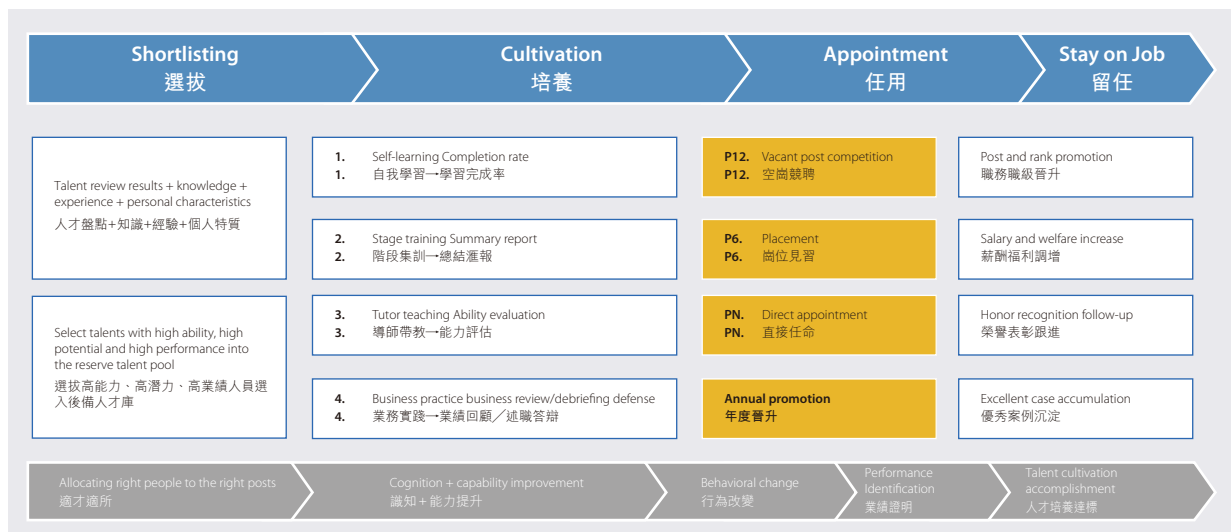 Shortlisting
選拔
Cultivation
培養
Appointment
任用
Stay on Job
留任
Talent review results + knowledge +
experience + personal characteristics
人才盤點+知識+經驗+個人特質
Select talents with high ability, high
potential and high performance into
the reserve talent pool
選拔高能力、高潛力、高業績人員選
入後備人才庫
1. Self-learning Completion rate
1. 自我學習→學習完成率
2. Stage training Summary report
2. 階段集訓→總結滙報
3. Tutor teaching Ability evaluation
3. 導師帶教→能力評估
4. Business practice business review/debriefing defense
4. 業務實踐→業績回顧／述職答辯
P12. Vacant post competition
P12. 空崗競聘
P6. Placement
P6. 崗位見習
PN. Direct appointment
PN. 直接任命
Annual promotion
年度晉升
Post and rank promotion
職務職級晉升
Salary and welfare increase
薪酬福利調增
Honor recognition follow-up
榮譽表彰跟進
Excellent case accumulation
優秀案例沉淀
Allocating right people to the right posts
適才適所
Cognition + capability improvement
識知+能力提升
Behavioral change
行為改變
Performance
Identification
業績證明
Talent cultivation
accomplishment
人才培養達標